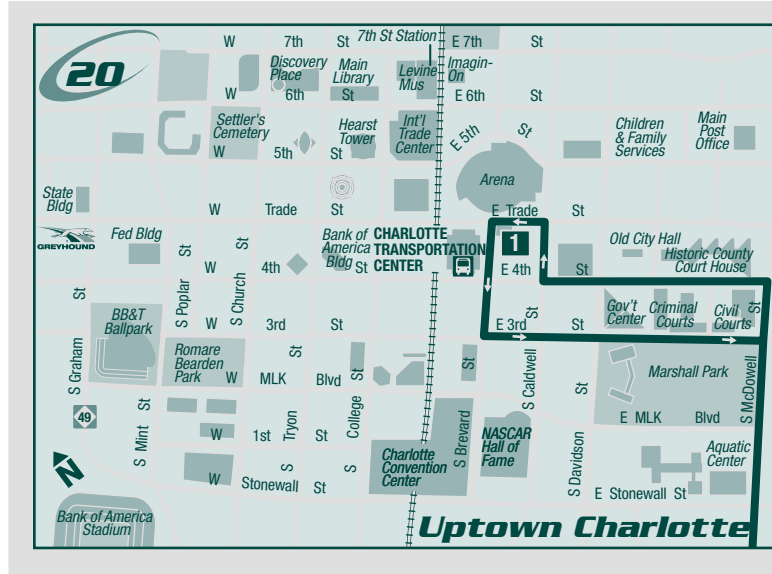 20
W 7th St
7th St Station
E 7th St
Discovery
Place
Main
Library
Levine
Mus
Imagin-
On
W 6th St
E 6th St
Settler's
Cemetery
Hearst
Tower
Int'l
Trade
Center
E 5th St
Children
& Family
Services
Main
Post
Office
W 5th St
Arena
State
Bldg
W Trade St
E Trade St
GREYHOUND
Fed Bldg
Bank of
America
Bldg
CHARLOTTE
TRANSPORTATION
CENTER
1
Old City Hall
Historic County
Court House
W 4th St
E 4th St
S Poplar St
S Church St
S Graham St
BB&T
Ballpark
W 3rd St
E 3rd St
Gov't
Center
Criminal
Courts
Civil
Courts
Romare
Bearden
Park
W MLK Blvd
S Tryon St
S College St
S Brevard St
S Caldwell St
S Davidson St
S McDowell St
Marshall Park
E MLK Blvd
49
S Mint St
W 1st St
NASCAR
Hall of
Fame
Charlotte
Convention
Center
Aquatic
Center
N
W Stonewall St
E Stonewall St
Bank of America
Stadium
Uptown Charlotte